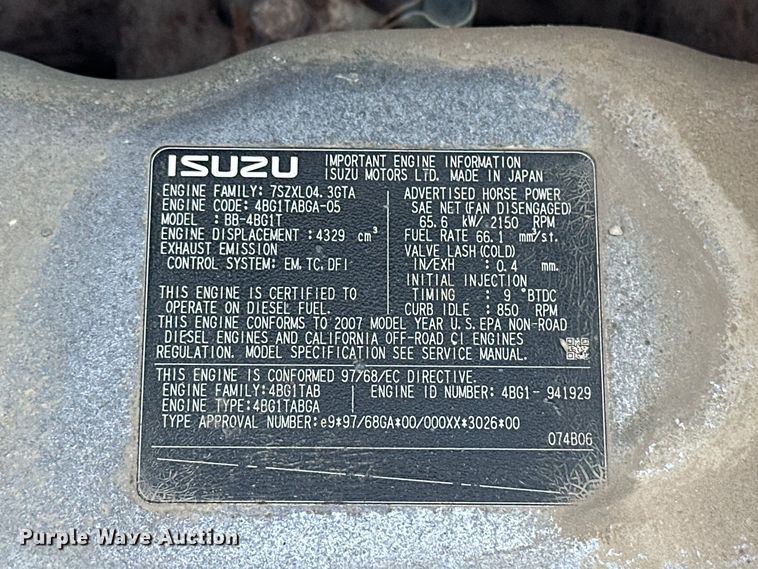 ISUZU IMPORTANT ENGINE INFORMATION
ISUZU MOTORS LTD. MADE IN JAPAN
ENGINE FAMILY: 7SZXL04.3GTA
ENGINE CODE: 4BG1TABGA-05
MODEL : BB-4BG1T
ENGINE DISPLACEMENT :4329 cm³
EXHAUST EMISSION
CONTROL SYSTEM: EM, TC, DFI
THIS ENGINE IS CERTIFIED TO
OPERATE ON DIESEL FUEL.
ADVERTISED HORSE POWER
SAE NET (FAN DISENGAGED)
65.6 kW/2150 RPM
FUEL RATE 66.1 mm³/st.
VALVE LASH (COLD)
IN/EXH : 0.4 mm.
INITIAL INJECTION
TIMING : 9 °BTDC
CURB IDLE : 850 RPM
THIS ENGINE CONFORMS TO 2007 MODEL YEAR U.S. EPA NON-ROAD
DIESEL ENGINES AND CALIFORNIA OFF-ROAD CI ENGINES
REGULATION. MODEL SPECIFICATION SEE SERVICE MANUAL.
THIS ENGINE IS CONFORMED 97/68/EC DIRECTIVE.
ENGINE FAMILY:4BG1TAB ENGINE ID NUMBER: 4BG1- 941929
ENGINE TYPE:4BG1TABGA
TYPE APPROVAL NUMBER:e9*97/68GA*00/000XX*3026*00
074B06
Purple Wave Auction